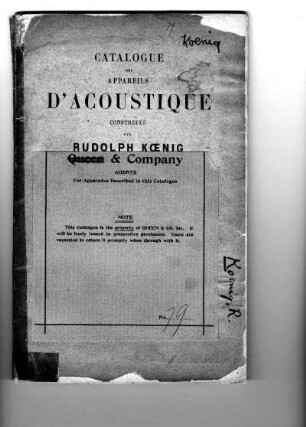 Koenig
CATALOGUE
DES
APPAREILS
D'ACOUSTIQUE
CONSTRUITS
PAR
RUDOLPH KŒNIG
Queen & Company
AGENTS
For Apparatus Described in this Catalogue
NOTE
This Catalogue is the property of QUEEN & CO. Inc. It
will be freely loaned to prospective purchasers. Users are
requested to return it promptly when through with it.
No. 79
Koenig, R.